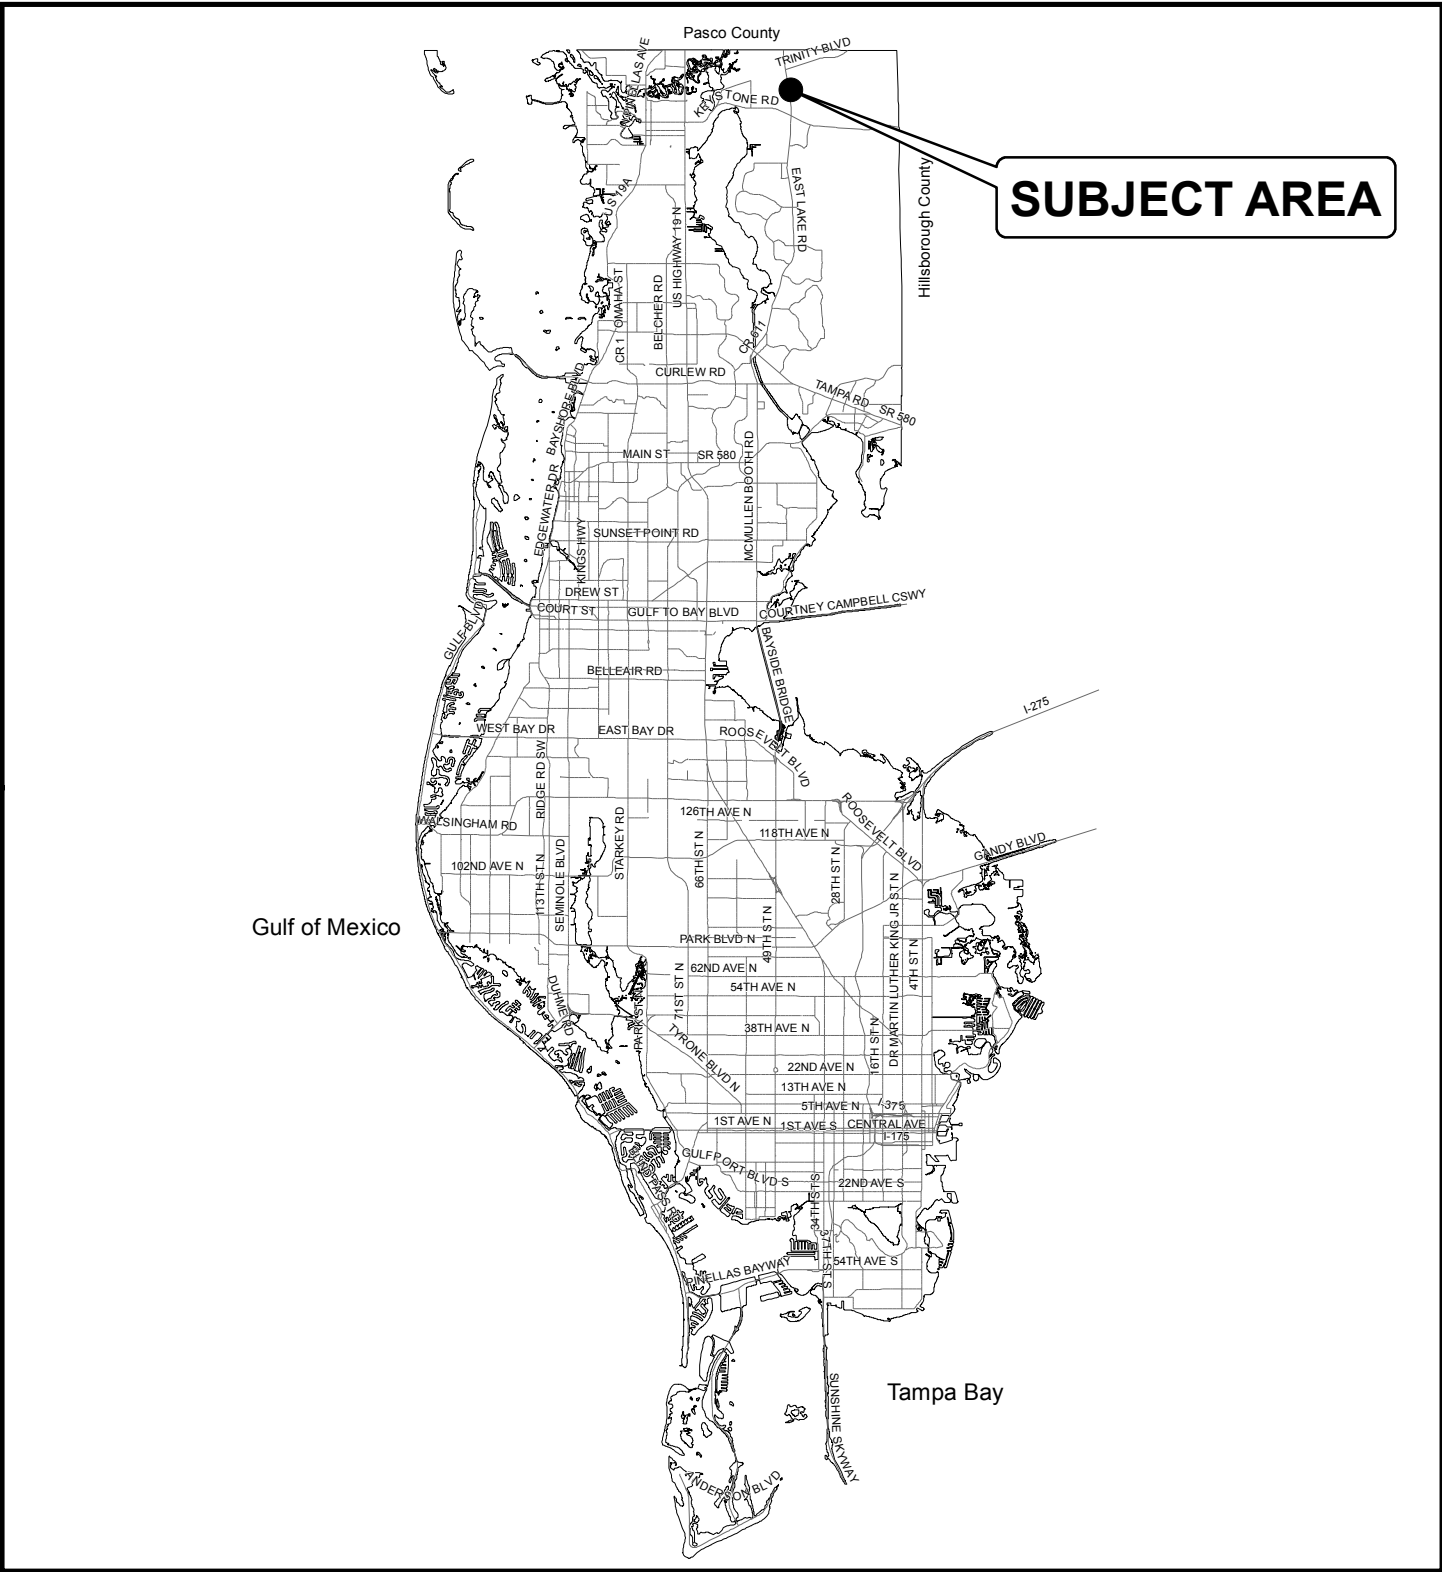 Pasco County
TRINITY BLVD
KEYSTONE RD
SUBJECT AREA
Hillsborough County
EAST LAKE RD
US 19A
US HIGHWAY 19 N
OMAHA ST
CR 1
BELCHER RD
CR 611
CURLEW RD
TAMPA RD
SR 580
BAYSHORE BLVD
EDGEWATER DR
MAIN ST
SR 580
MCMULLEN BOOTH RD
SUNSET POINT RD
KINGS HWY
DREW ST
COURT ST
GULF TO BAY BLVD
COURTNEY CAMPBELL CSWY
GULF BLVD
BAYSIDE BRIDGE
BELLEAIR RD
I-275
WEST BAY DR
EAST BAY DR
ROOSEVELT BLVD
RIDGE RD SW
126TH AVE N
ROOSEVELT BLVD
WALSINGHAM RD
STARKEY RD
118TH AVE N
GANDY BLVD
102ND AVE N
113TH ST N
SEMINOLE BLVD
66TH ST N
28TH ST N
DR MARTIN LUTHER KING JR ST N
Gulf of Mexico
49TH ST N
PARK BLVD N
4TH ST N
62ND AVE N
54TH AVE N
71ST ST N
DUHME RD
PARK ST N
38TH AVE N
16TH ST N
TYRONE BLVD N
22ND AVE N
13TH AVE N
5TH AVE N
I-375
1ST AVE N
1ST AVE S
CENTRAL AVE
I-175
GULFPORT BLVD S
22ND AVE S
34TH ST S
37TH ST S
54TH AVE S
PINELLAS BAYWAY
Tampa Bay
SUNSHINE SKYWAY
ANDERSON BLVD